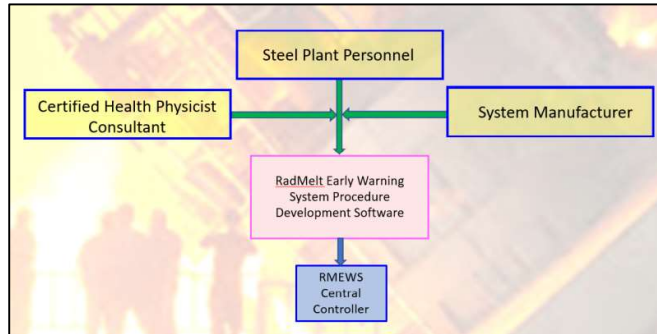 Steel Plant Personnel
Certified Health Physicist
Consultant
System Manufacturer
RadMelt Early Warning
System Procedure
Development Software
RMEWS
Central
Controller